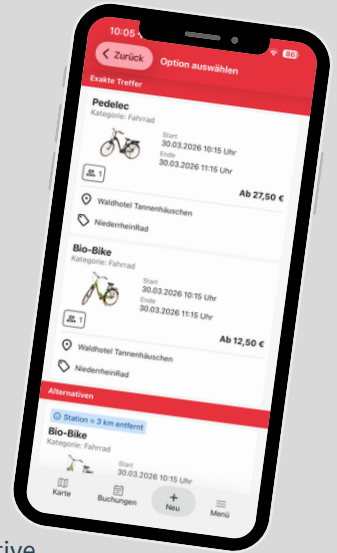 10:05
86
Zurück
Option auswählen
Exakte Treffer
Pedelec
Kategorie: Fahrrad
Start
30.03.2026 10:15 Uhr
Ende
30.03.2026 11:15 Uhr
1
Ab 27,50 €
Waldhotel Tannenhäuschen
NiederrheinRad
Bio-Bike
Kategorie: Fahrrad
Start
30.03.2026 10:15 Uhr
Ende
30.03.2026 11:15 Uhr
1
Ab 12,50 €
Waldhotel Tannenhäuschen
NiederrheinRad
Alternativen
Station ≈ 3 km entfernt
Bio-Bike
Kategorie: Fahrrad
Start
30.03.2026 10:15 Uhr
Karte
Buchungen
Neu
Menü